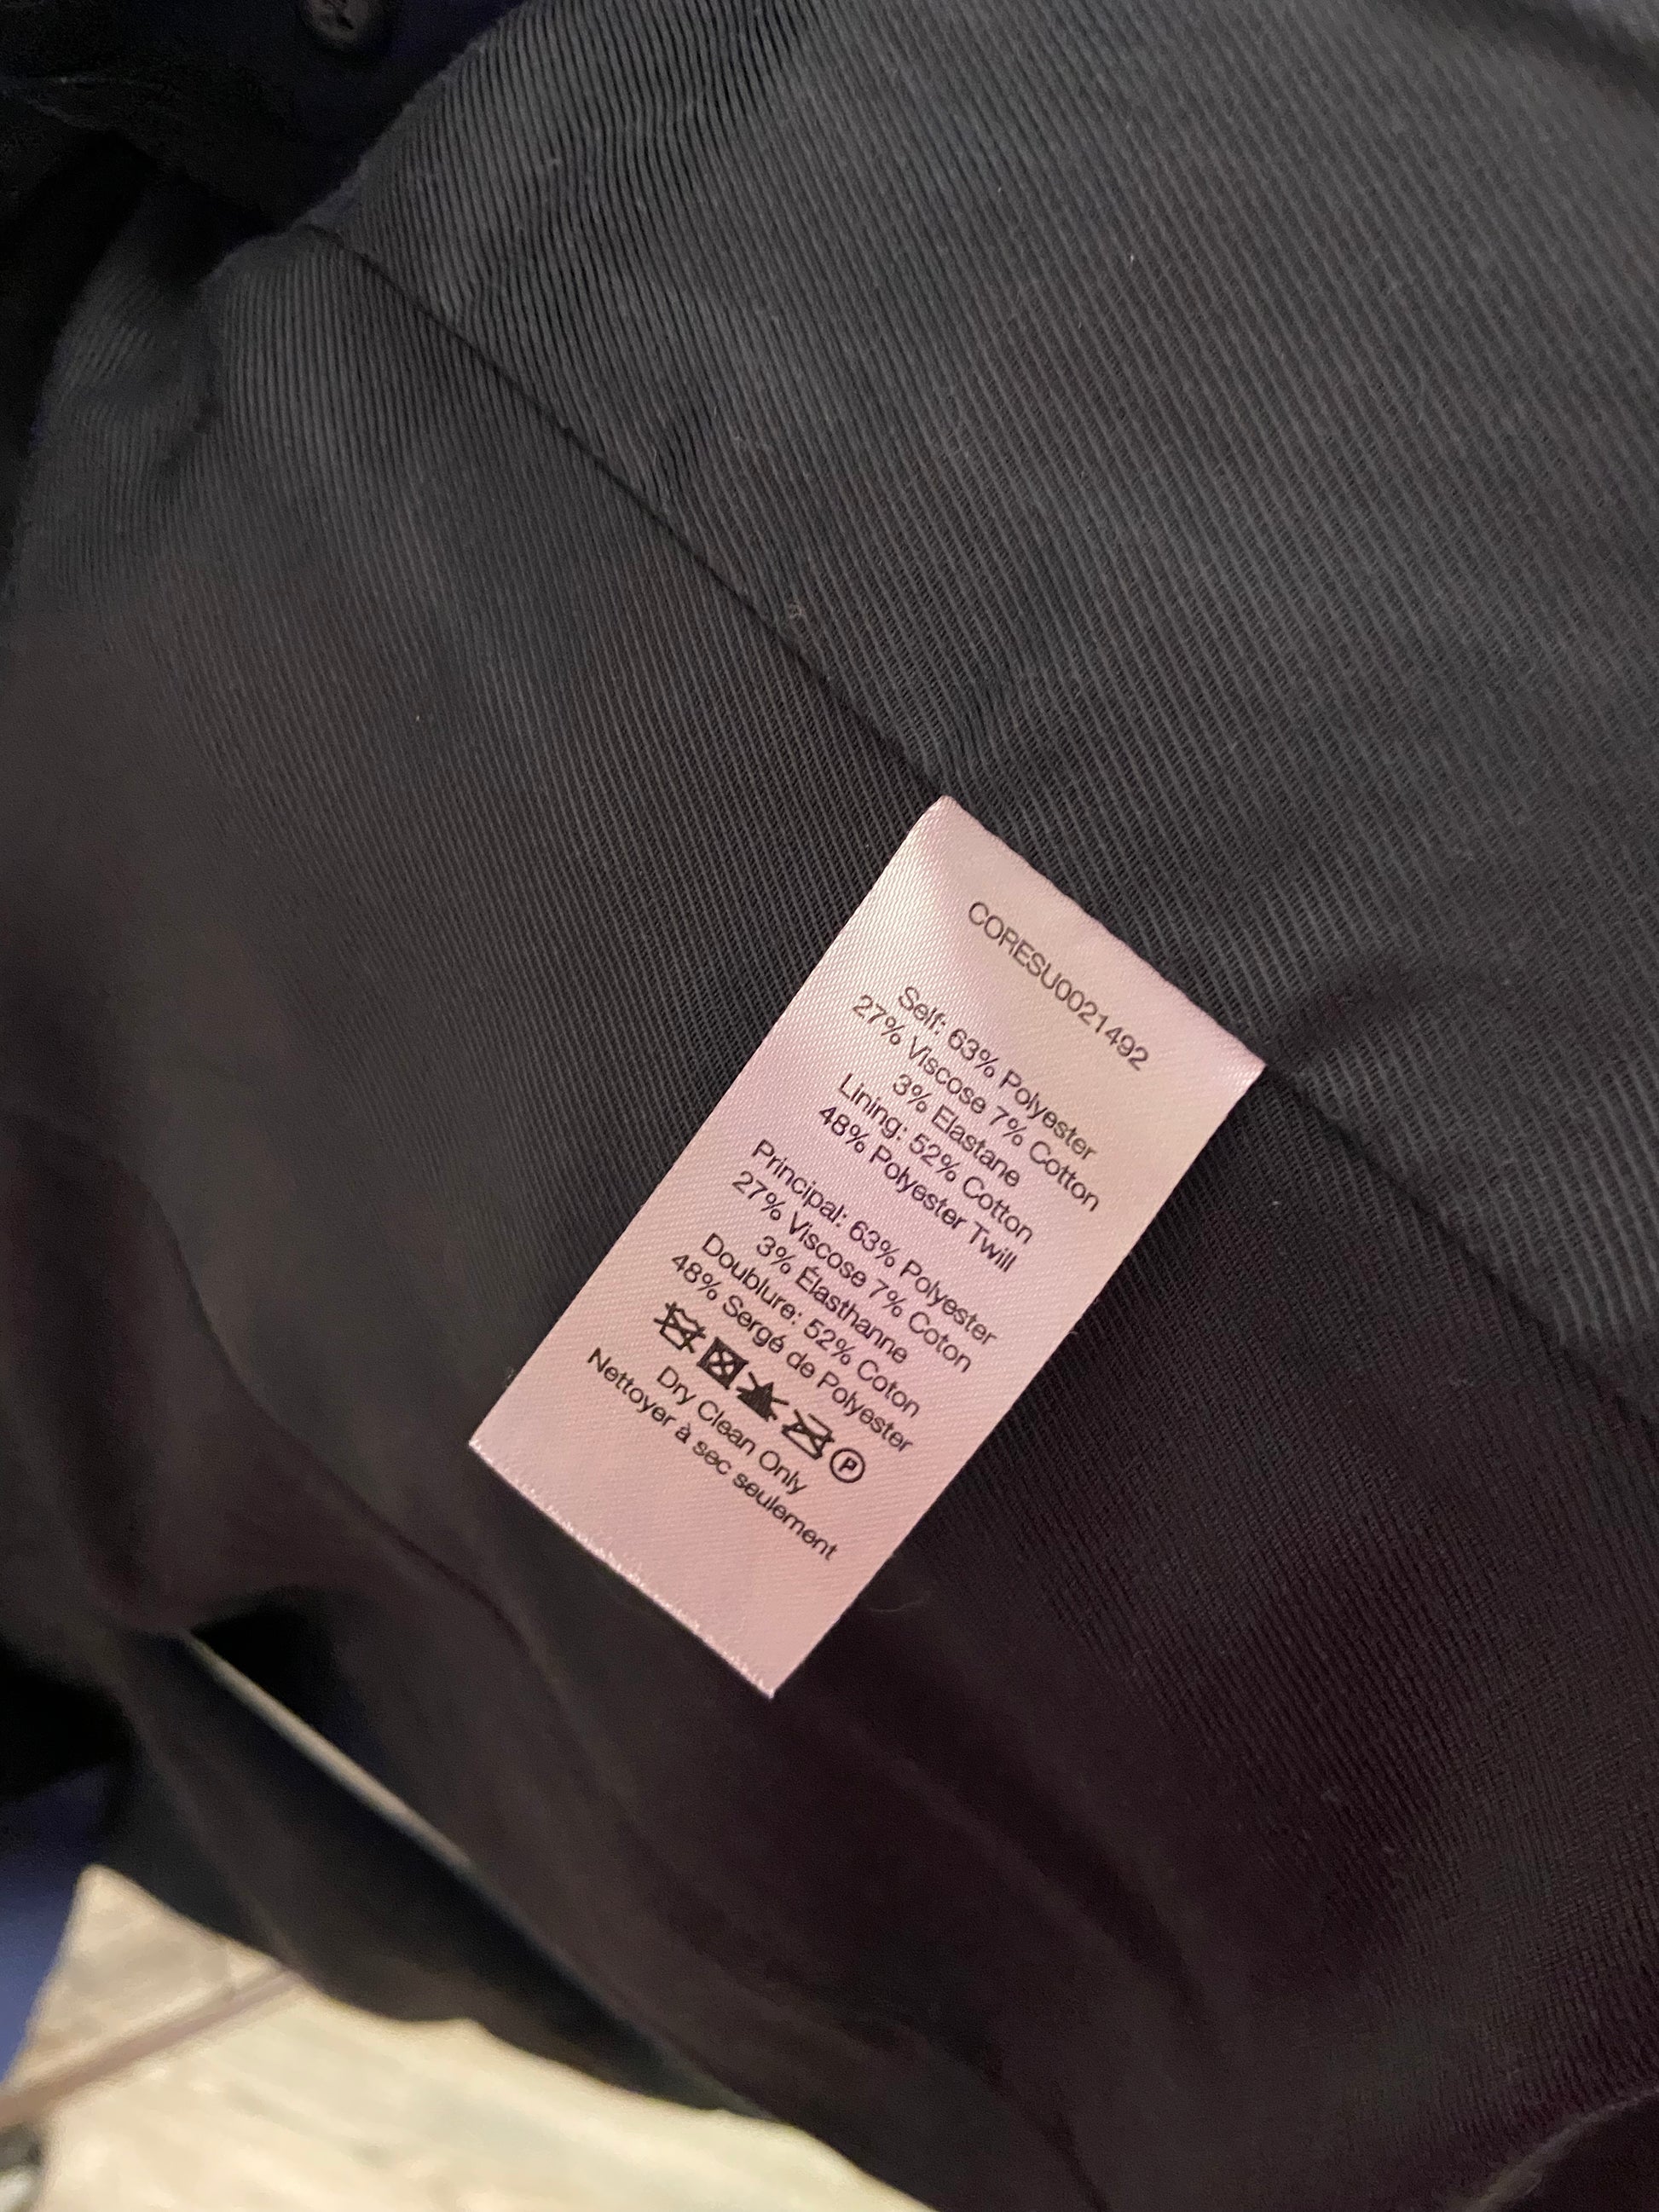 CORESU0021492
Self: 63% Polyester
27% Viscose 7% Cotton
3% Elastane
Lining: 52% Cotton
48% Polyester Twill
Principal: 63% Polyester
27% Viscose 7% Coton
3% Élasthanne
Doublure: 52% Coton
48% Sergé de Polyester
P
Dry Clean Only
Nettoyer à sec seulement